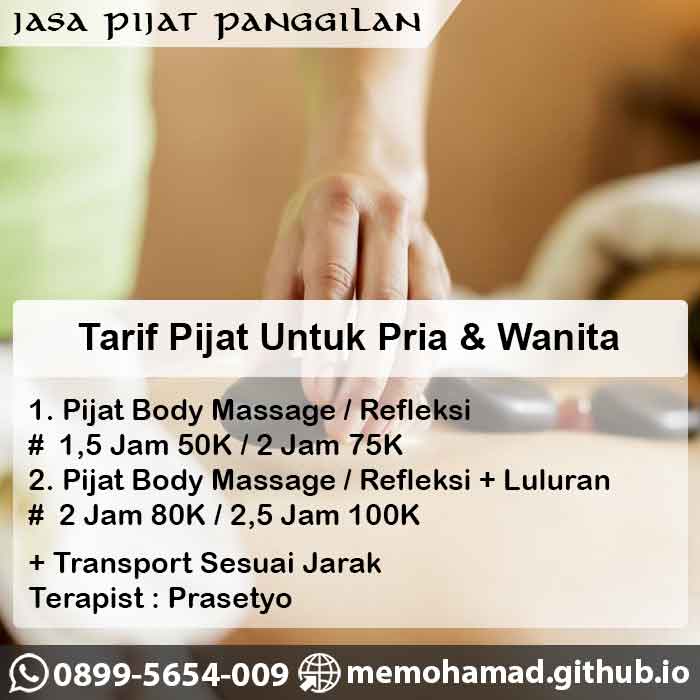 JASA PIJAT PANGGILAN
Tarif Pijat Untuk Pria & Wanita
1. Pijat Body Massage / Refleksi
# 1,5 Jam 50K / 2 Jam 75K
2. Pijat Body Massage / Refleksi + Luluran
# 2 Jam 80K / 2,5 Jam 100K
+ Transport Sesuai Jarak
Terapist : Prasetyo
0899-5654-009 memohamad.github.io